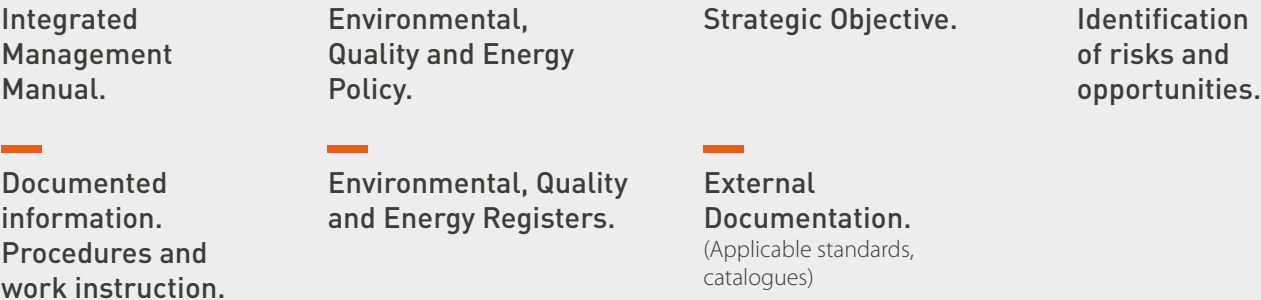 Integrated
Management
Manual.
Environmental,
Quality and Energy
Policy.
Strategic Objective.
Identification
of risks and
opportunities.
Documented
information.
Procedures and
work instruction.
Environmental, Quality
and Energy Registers.
External
Documentation.
(Applicable standards,
catalogues)